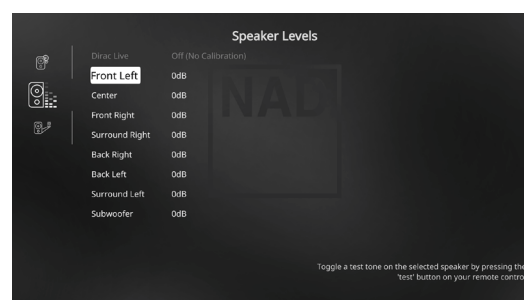 Speaker Levels
Dirac Live Off (No Calibration)
Front Left 0dB
Center 0dB
Front Right 0dB
Surround Right 0dB
Back Right 0dB
Back Left 0dB
Surround Left 0dB
Subwoofer 0dB
NAD
Toggle a test tone on the selected speaker by pressing the
'test' button on your remote contro